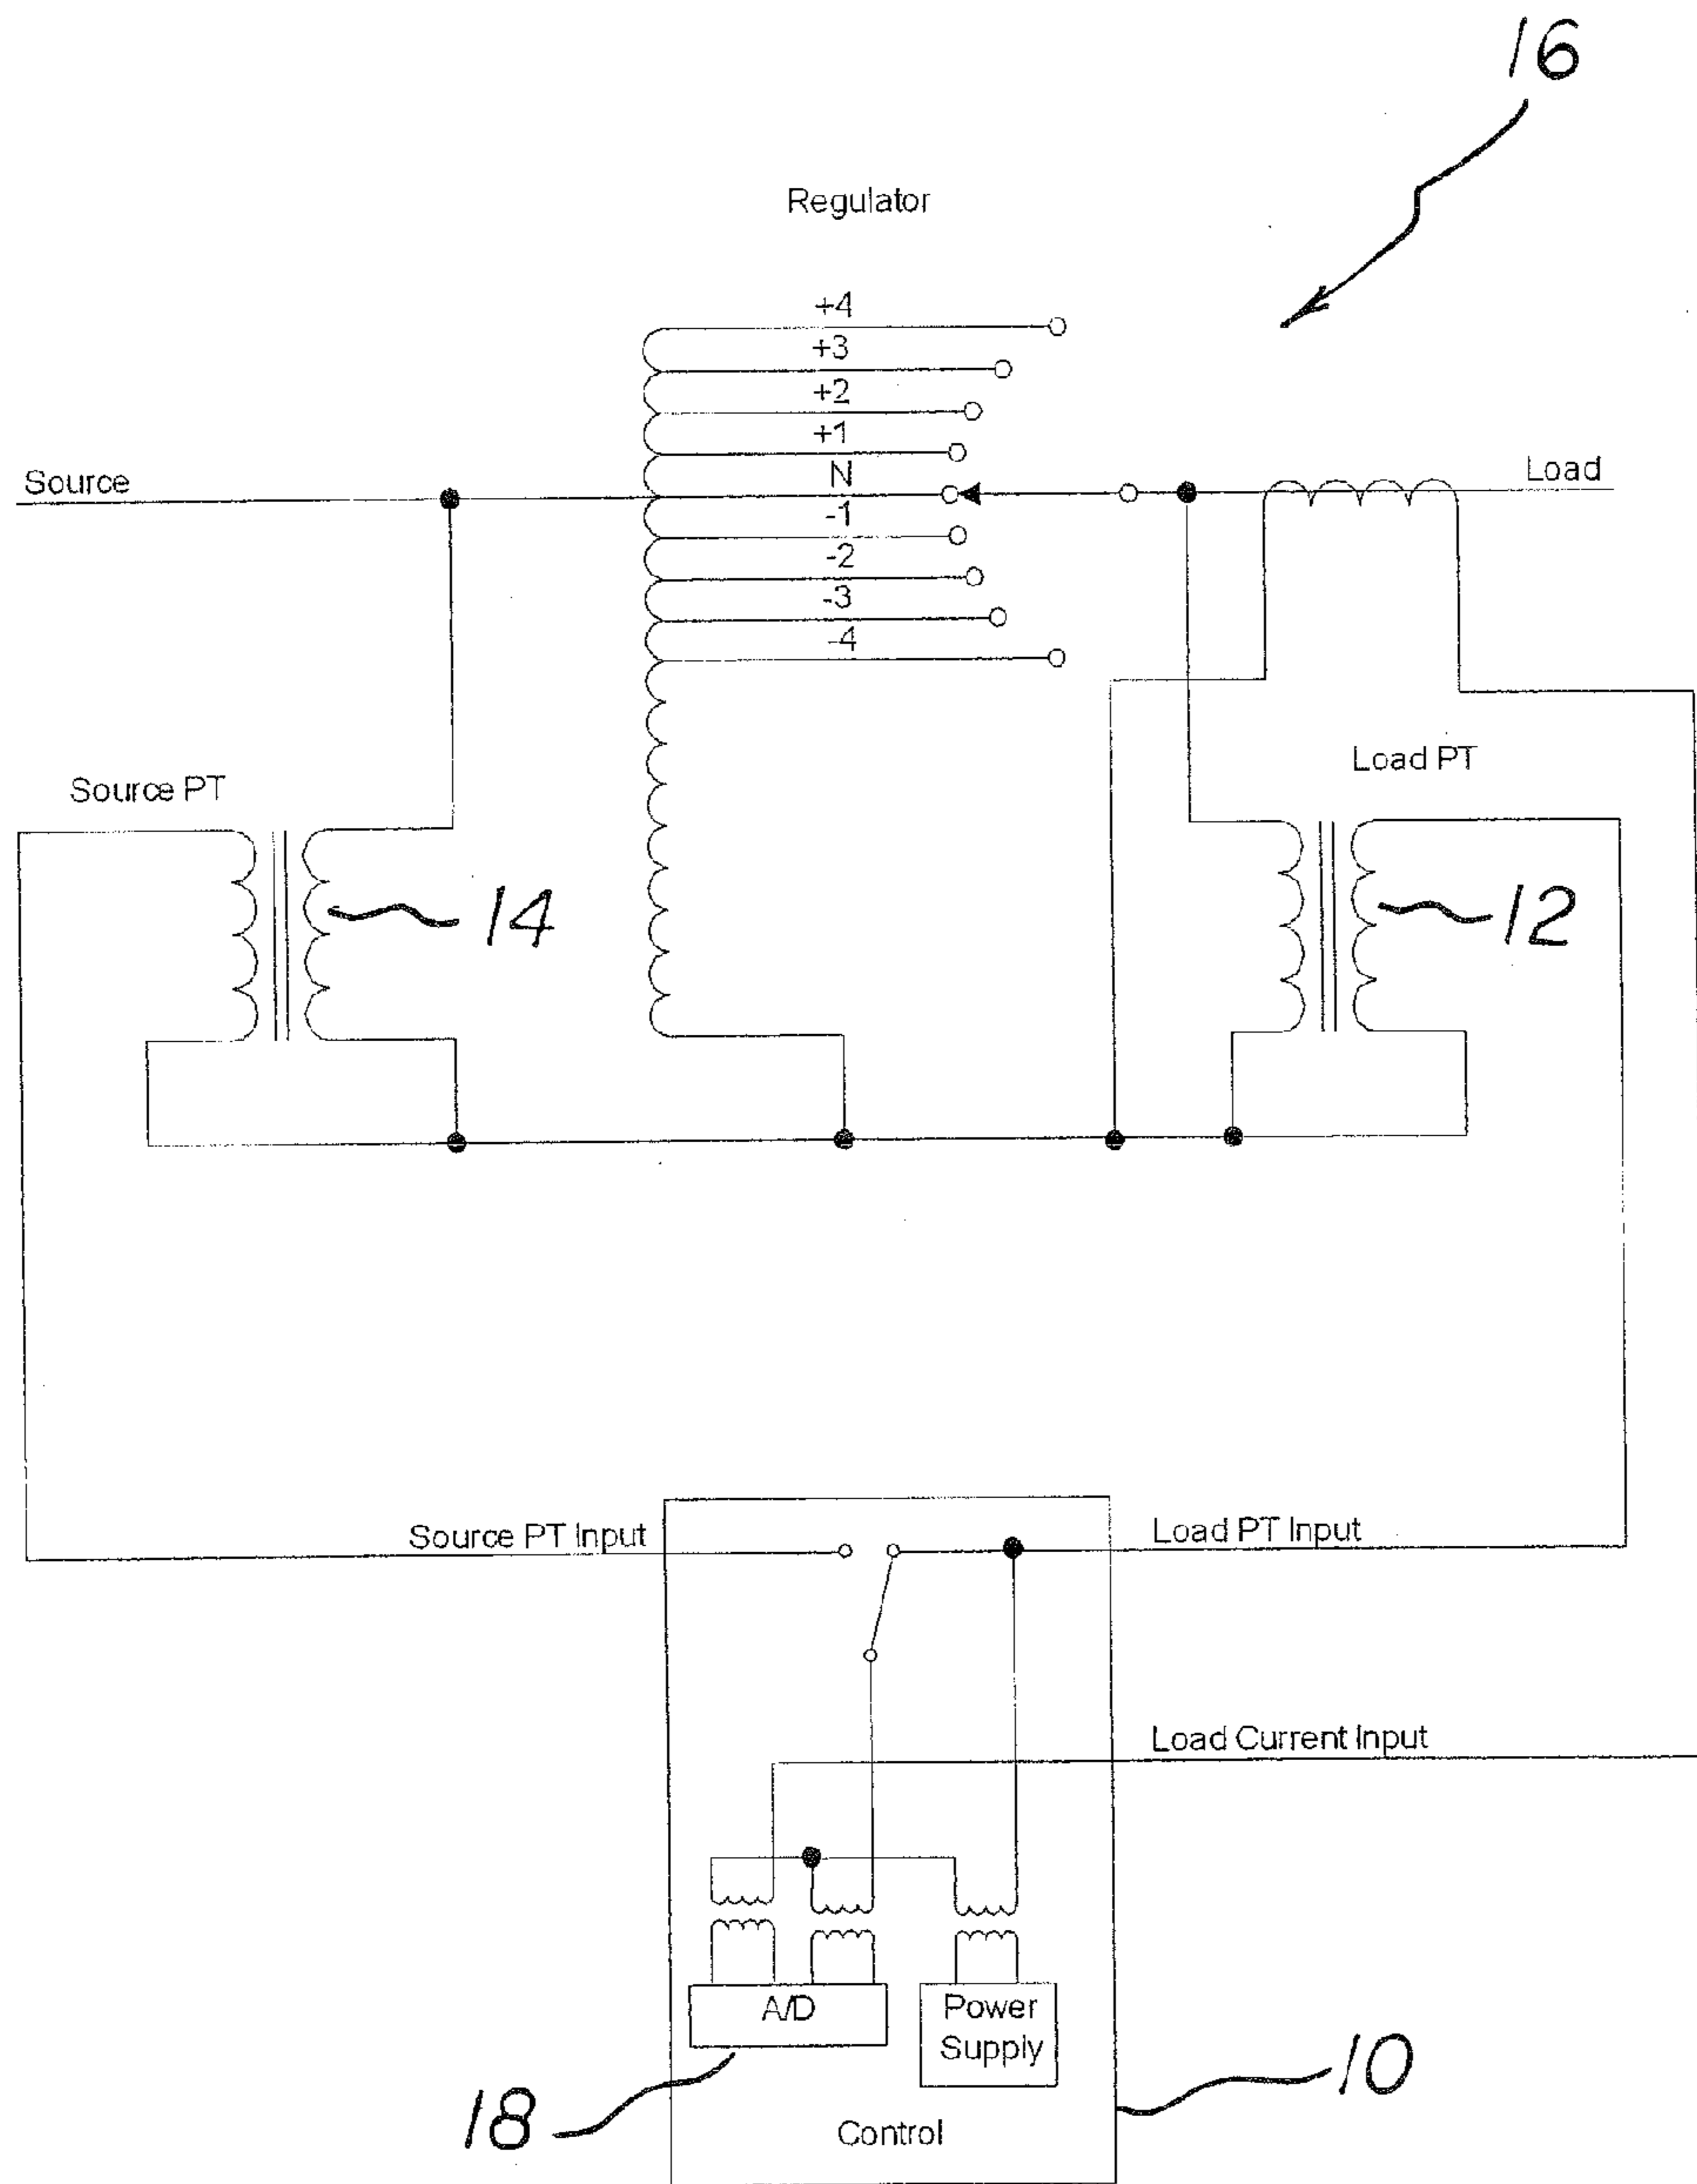 16
Regulator
+4
+3
+2
+1
Source
N
Load
-1
-2
-3
-4
Load PT
Source PT
14
12
Source PT Input
Load PT Input
Load Current Input
A/D
Power
Supply
10
18
Control